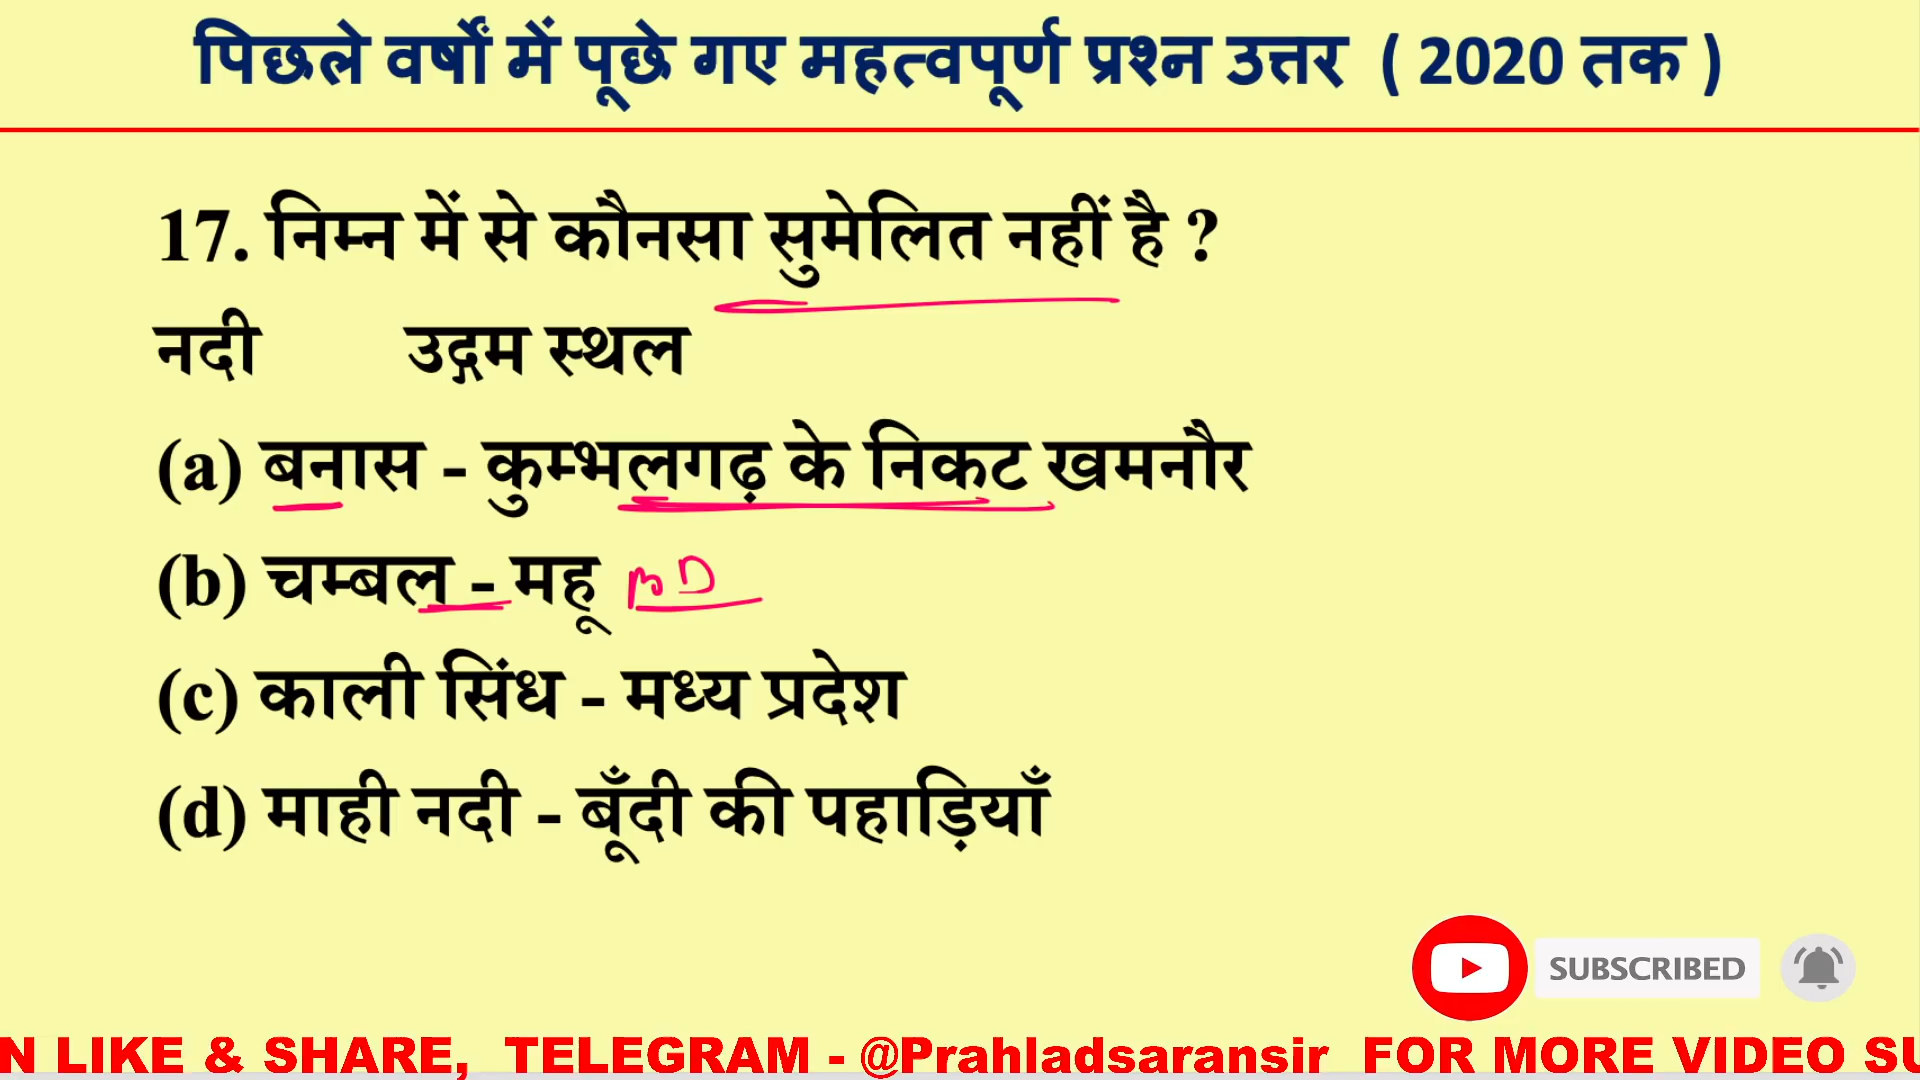 पिछले वर्षों में पूछे गए महत्वपूर्ण प्रश्न उत्तर ( 2020 तक )
17. निम्न में से कौनसा सुमेलित नहीं है ?
नदी उद्गम स्थल
(a) बनास - कुम्भलगढ़ के निकट खमनौर
(b) चम्बल - महू
(c) काली सिंध - मध्य प्रदेश
(d) माही नदी - बूँदी की पहाड़ियाँ
SUBSCRIBED
N LIKE & SHARE, TELEGRAM - @Prahladsaransir FOR MORE VIDEO SU